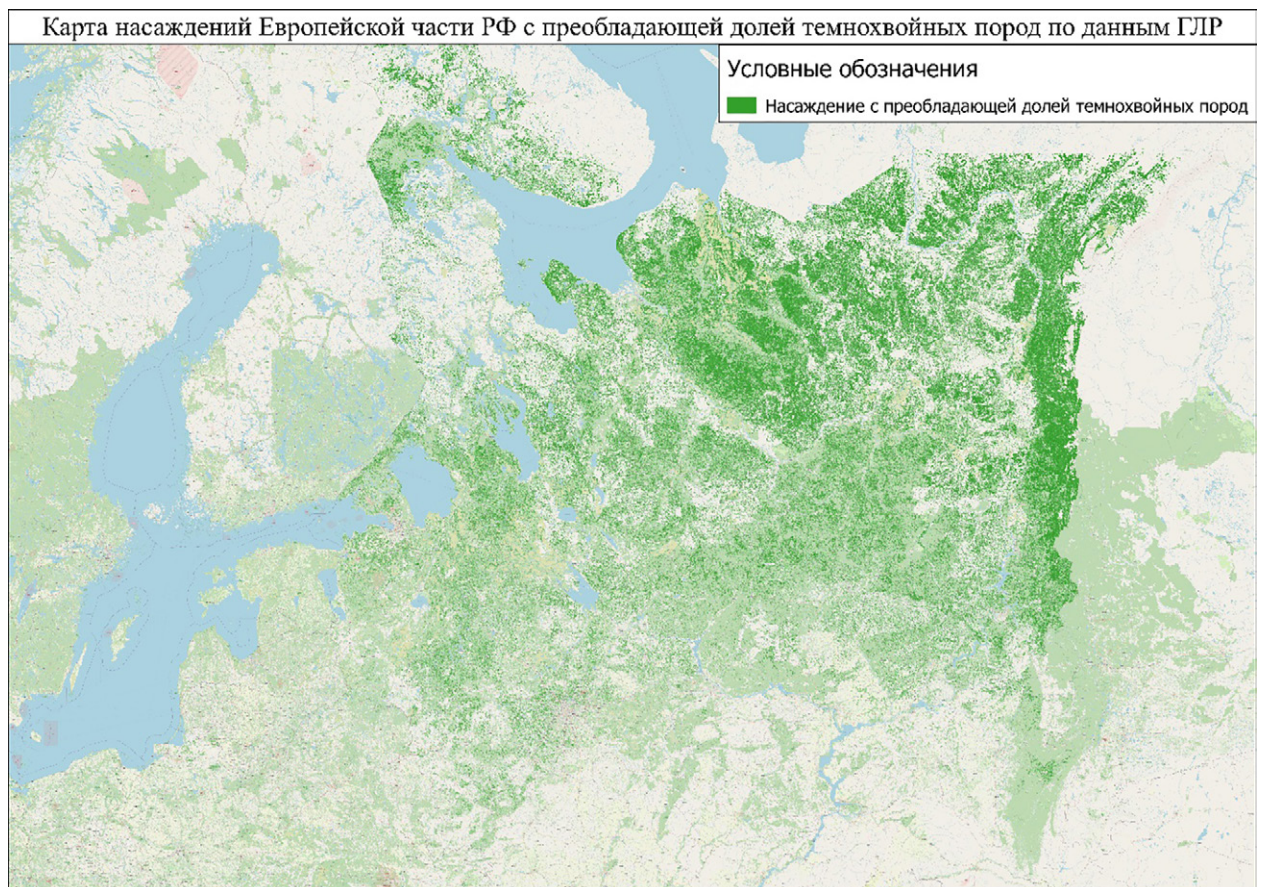 Карта насаждений Европейской части РФ с преобладающей долей темнохвойных пород по данным ГЛР
Условные обозначения
Насаждение с преобладающей долей темнохвойных пород